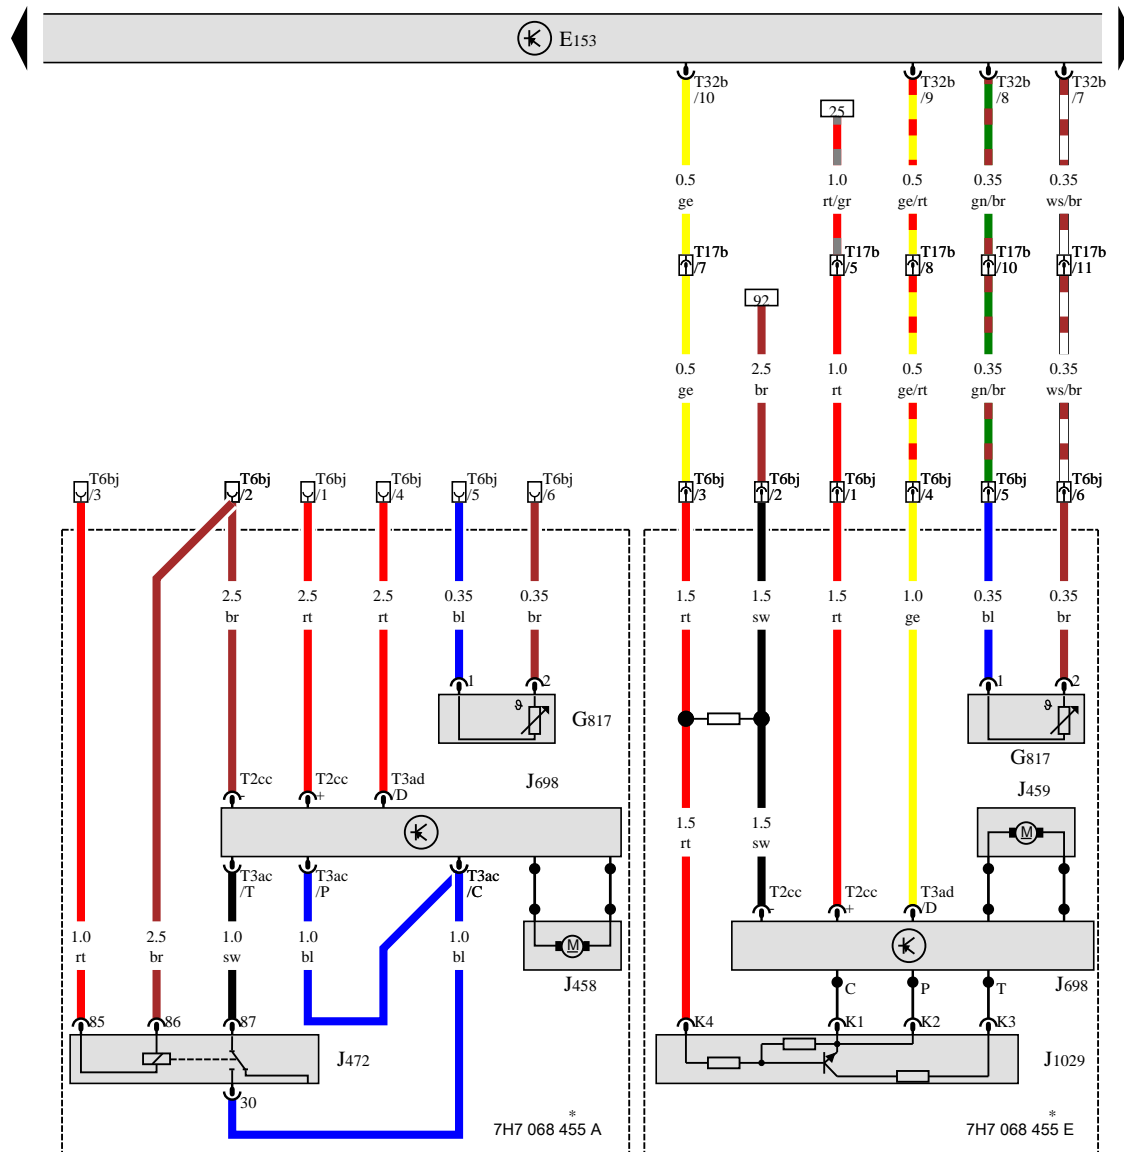 E153
T32b
/10
T32b
/9
T32b
/8
T32b
/7
25
0.5
ge
1.0
rt/gr
0.5
ge/rt
0.35
gn/br
0.35
ws/br
T17b
/7
T17b
/5
T17b
/8
T17b
/10
T17b
/11
92
0.5
ge
2.5
br
1.0
rt
0.5
ge/rt
0.35
gn/br
0.35
ws/br
T6bj
/3
T6bj
/2
T6bj
/1
T6bj
/4
T6bj
/5
T6bj
/6
T6bj
/3
T6bj
/2
T6bj
/1
T6bj
/4
T6bj
/5
T6bj
/6
2.5
br
2.5
rt
2.5
rt
0.35
bl
0.35
br
1.5
rt
1.5
sw
1.5
rt
1.0
ge
0.35
bl
0.35
br
1
2
ϑ
G817
1
2
ϑ
G817
J698
J459
M
T2cc
-
T2cc
+
T3ad
/D
1.5
rt
1.5
sw
T3ac
/T
T3ac
/P
T3ac
/C
T2cc
-
T2cc
+
T3ad
/D
1.0
rt
2.5
br
1.0
sw
1.0
bl
1.0
bl
M
J458
J698
C
P
T
85
86
87
K4
K1
K2
K3
J472
J1029
30
*
7H7 068 455 A
*
7H7 068 455 E